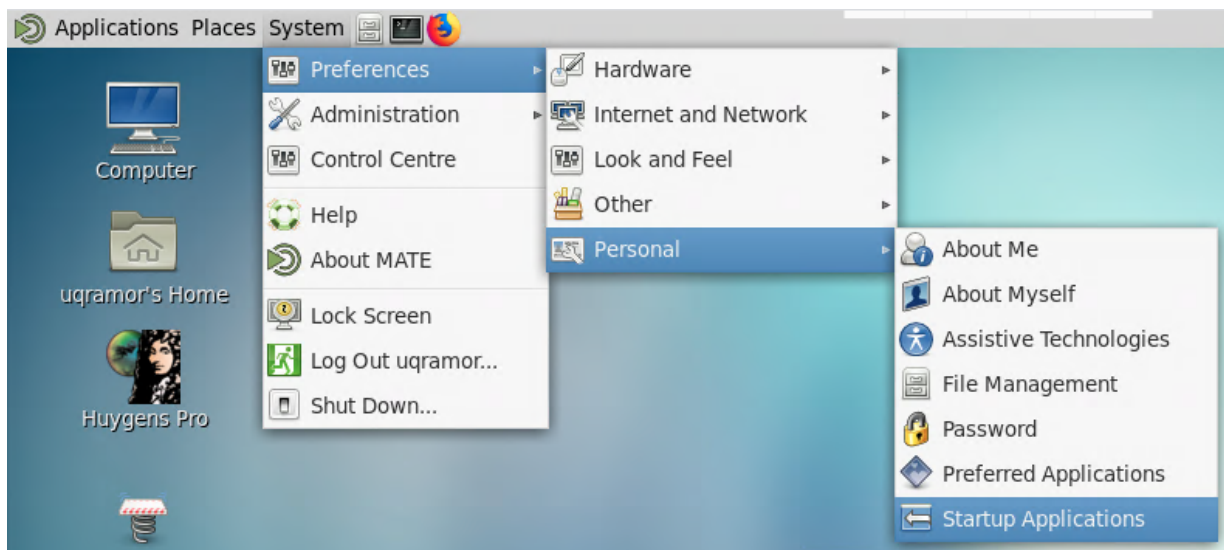 Applications Places System
Preferences
Administration
Control Centre
Help
About MATE
Lock Screen
Log Out uqramor...
Shut Down...
Hardware
Internet and Network
Look and Feel
Other
Personal
About Me
About Myself
Assistive Technologies
File Management
Password
Preferred Applications
Startup Applications
Computer
uqramor's Home
Huygens Pro